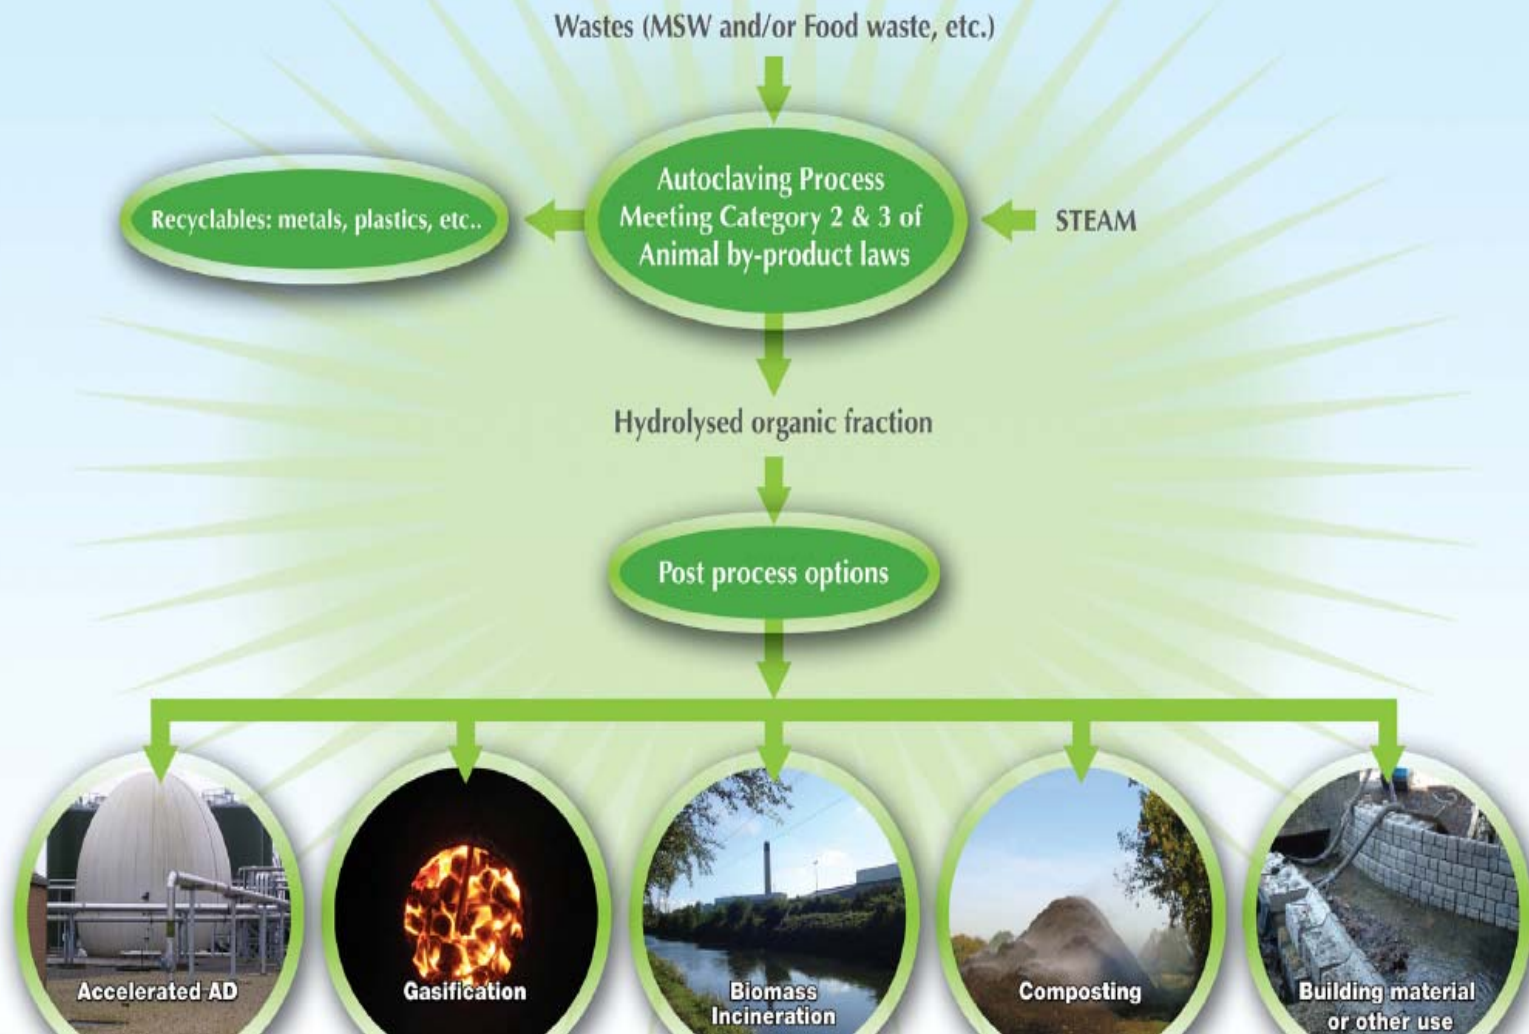 Wastes (MSW and/or Food waste, etc.)
Autoclaving Process
Meeting Category 2 & 3 of
Animal by-product laws
Recyclables: metals, plastics, etc..
STEAM
Hydrolysed organic fraction
Post process options
Accelerated AD
Gasification
Biomass
Incineration
Composting
Building material
or other use